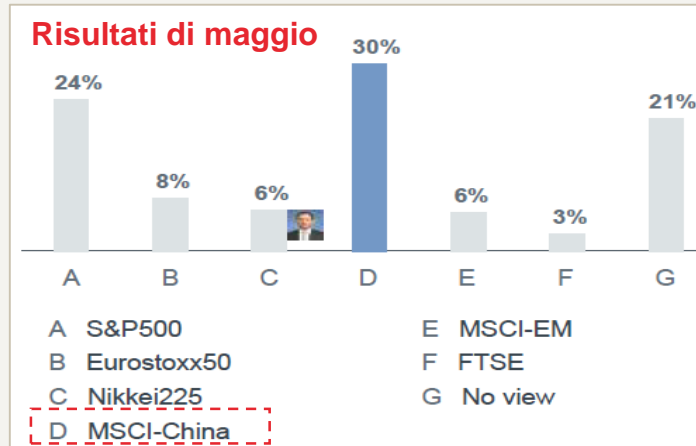 Risultati di maggio
24%
8%
6%
30%
6%
3%
21%
A B C D E F G
A S&P500
B Eurostoxx50
C Nikkei225
D MSCI-China
E MSCI-EM
F FTSE
G No view